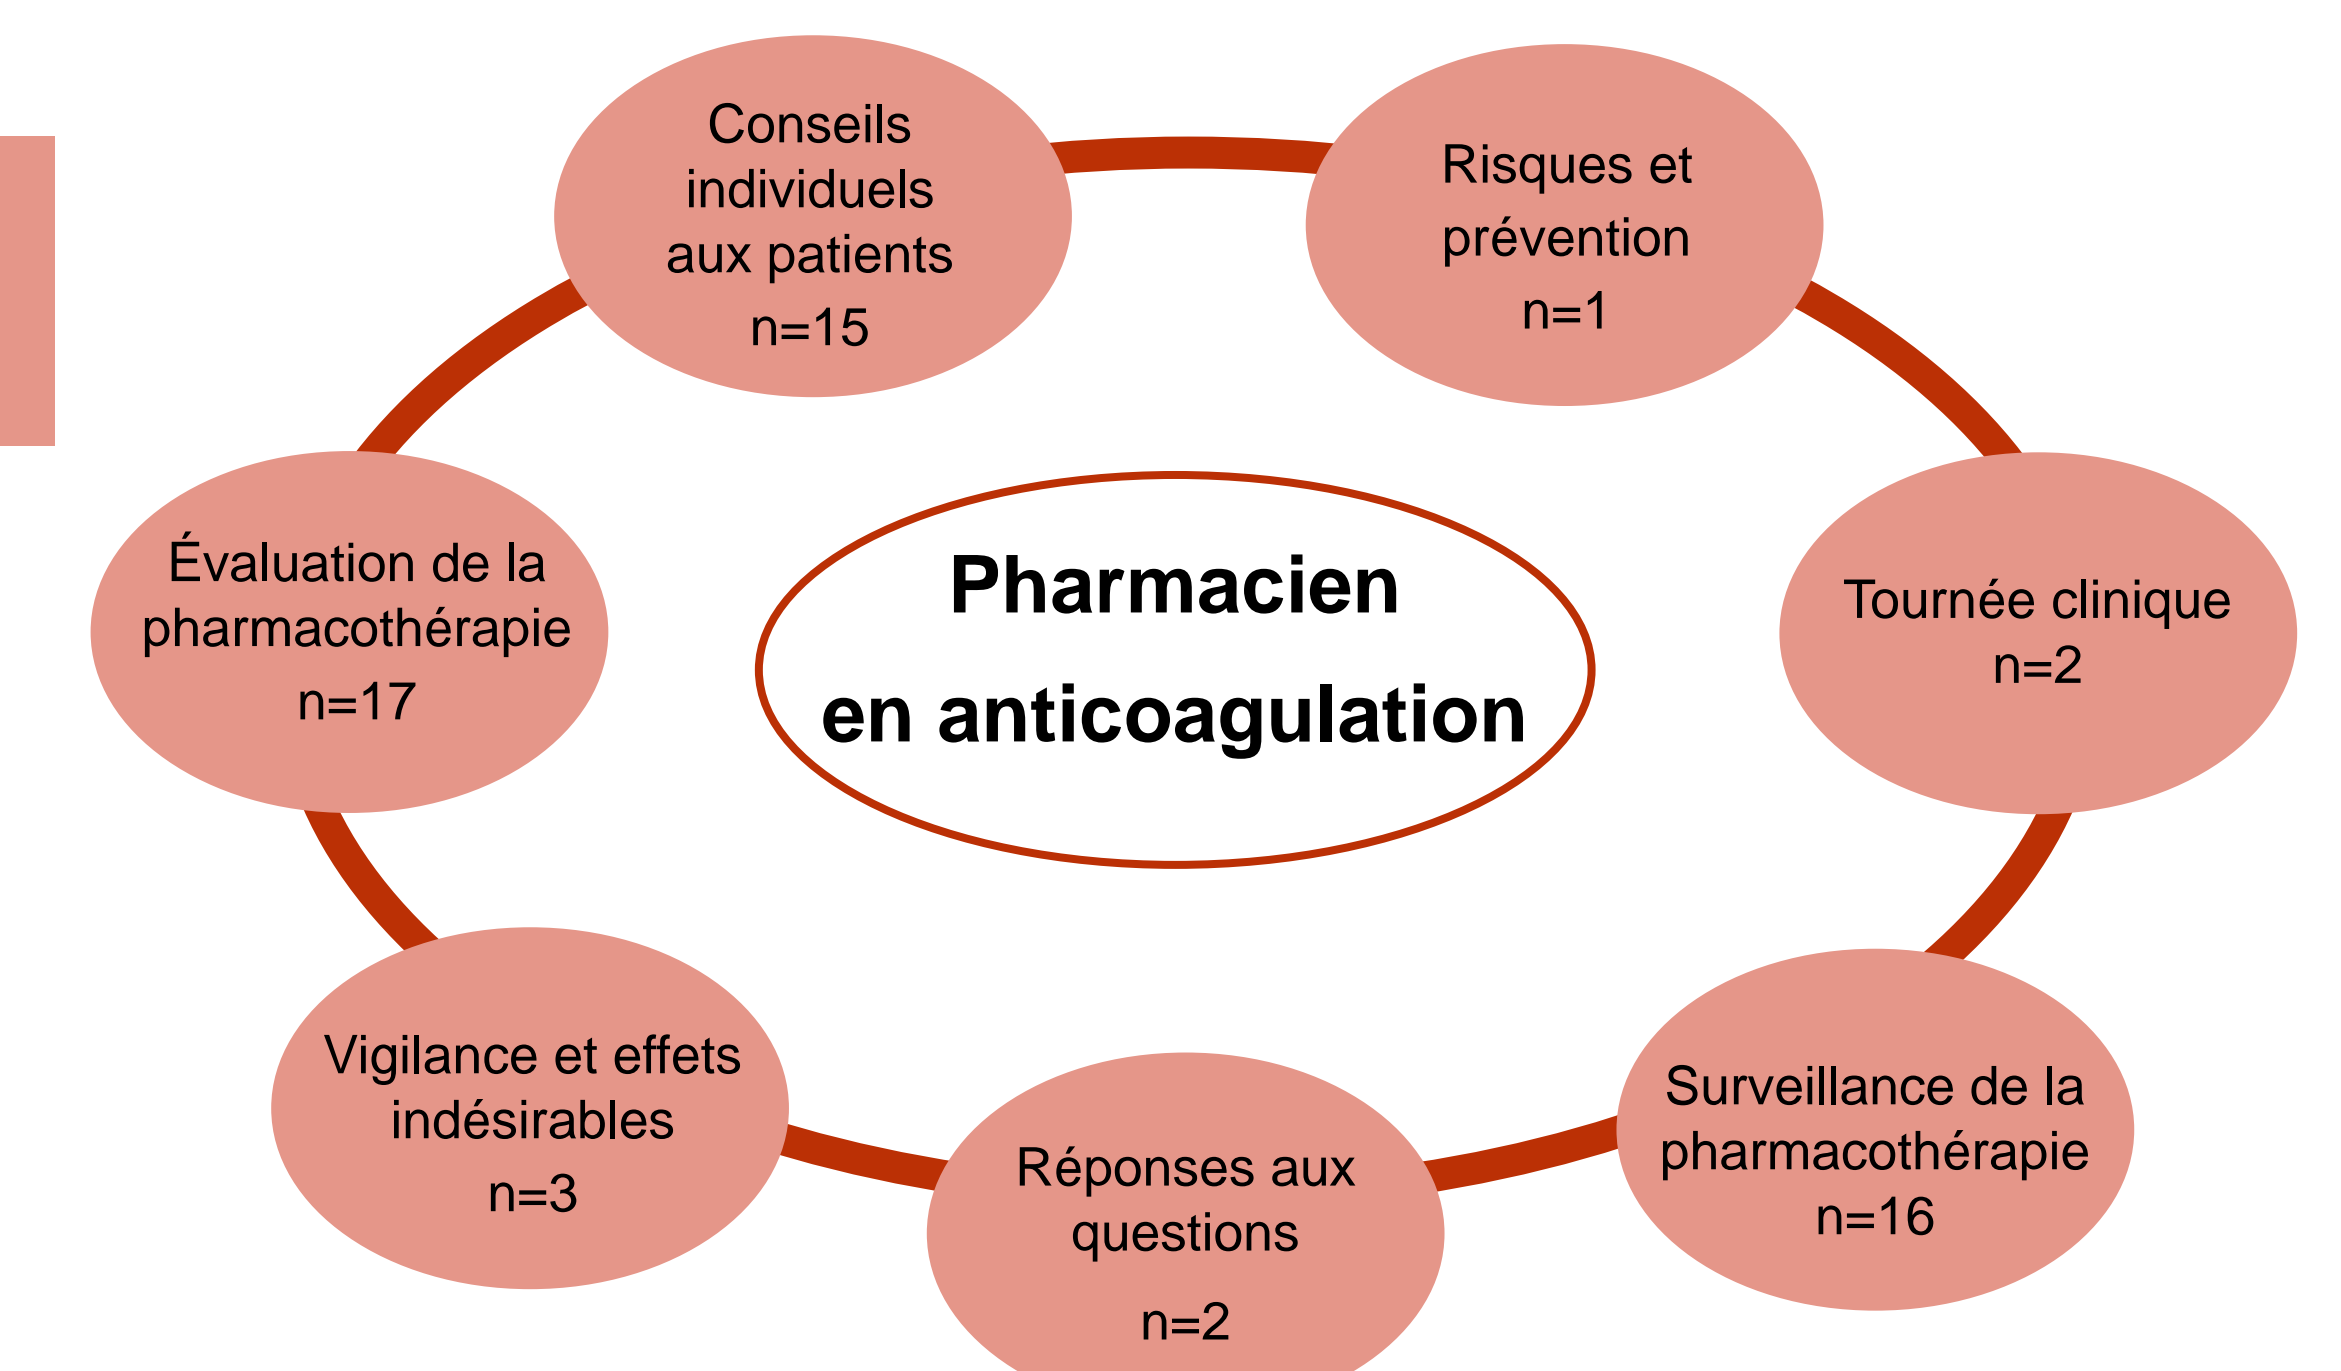 Conseils
individuels
aux patients
n=15
Risques et
prévention
n=1
Évaluation de la
pharmacothérapie
n=17
Pharmacien
en anticoagulation
Tournée clinique
n=2
Vigilance et effets
indésirables
n=3
Réponses aux
questions
n=2
Surveillance de la
pharmacothérapie
n=16